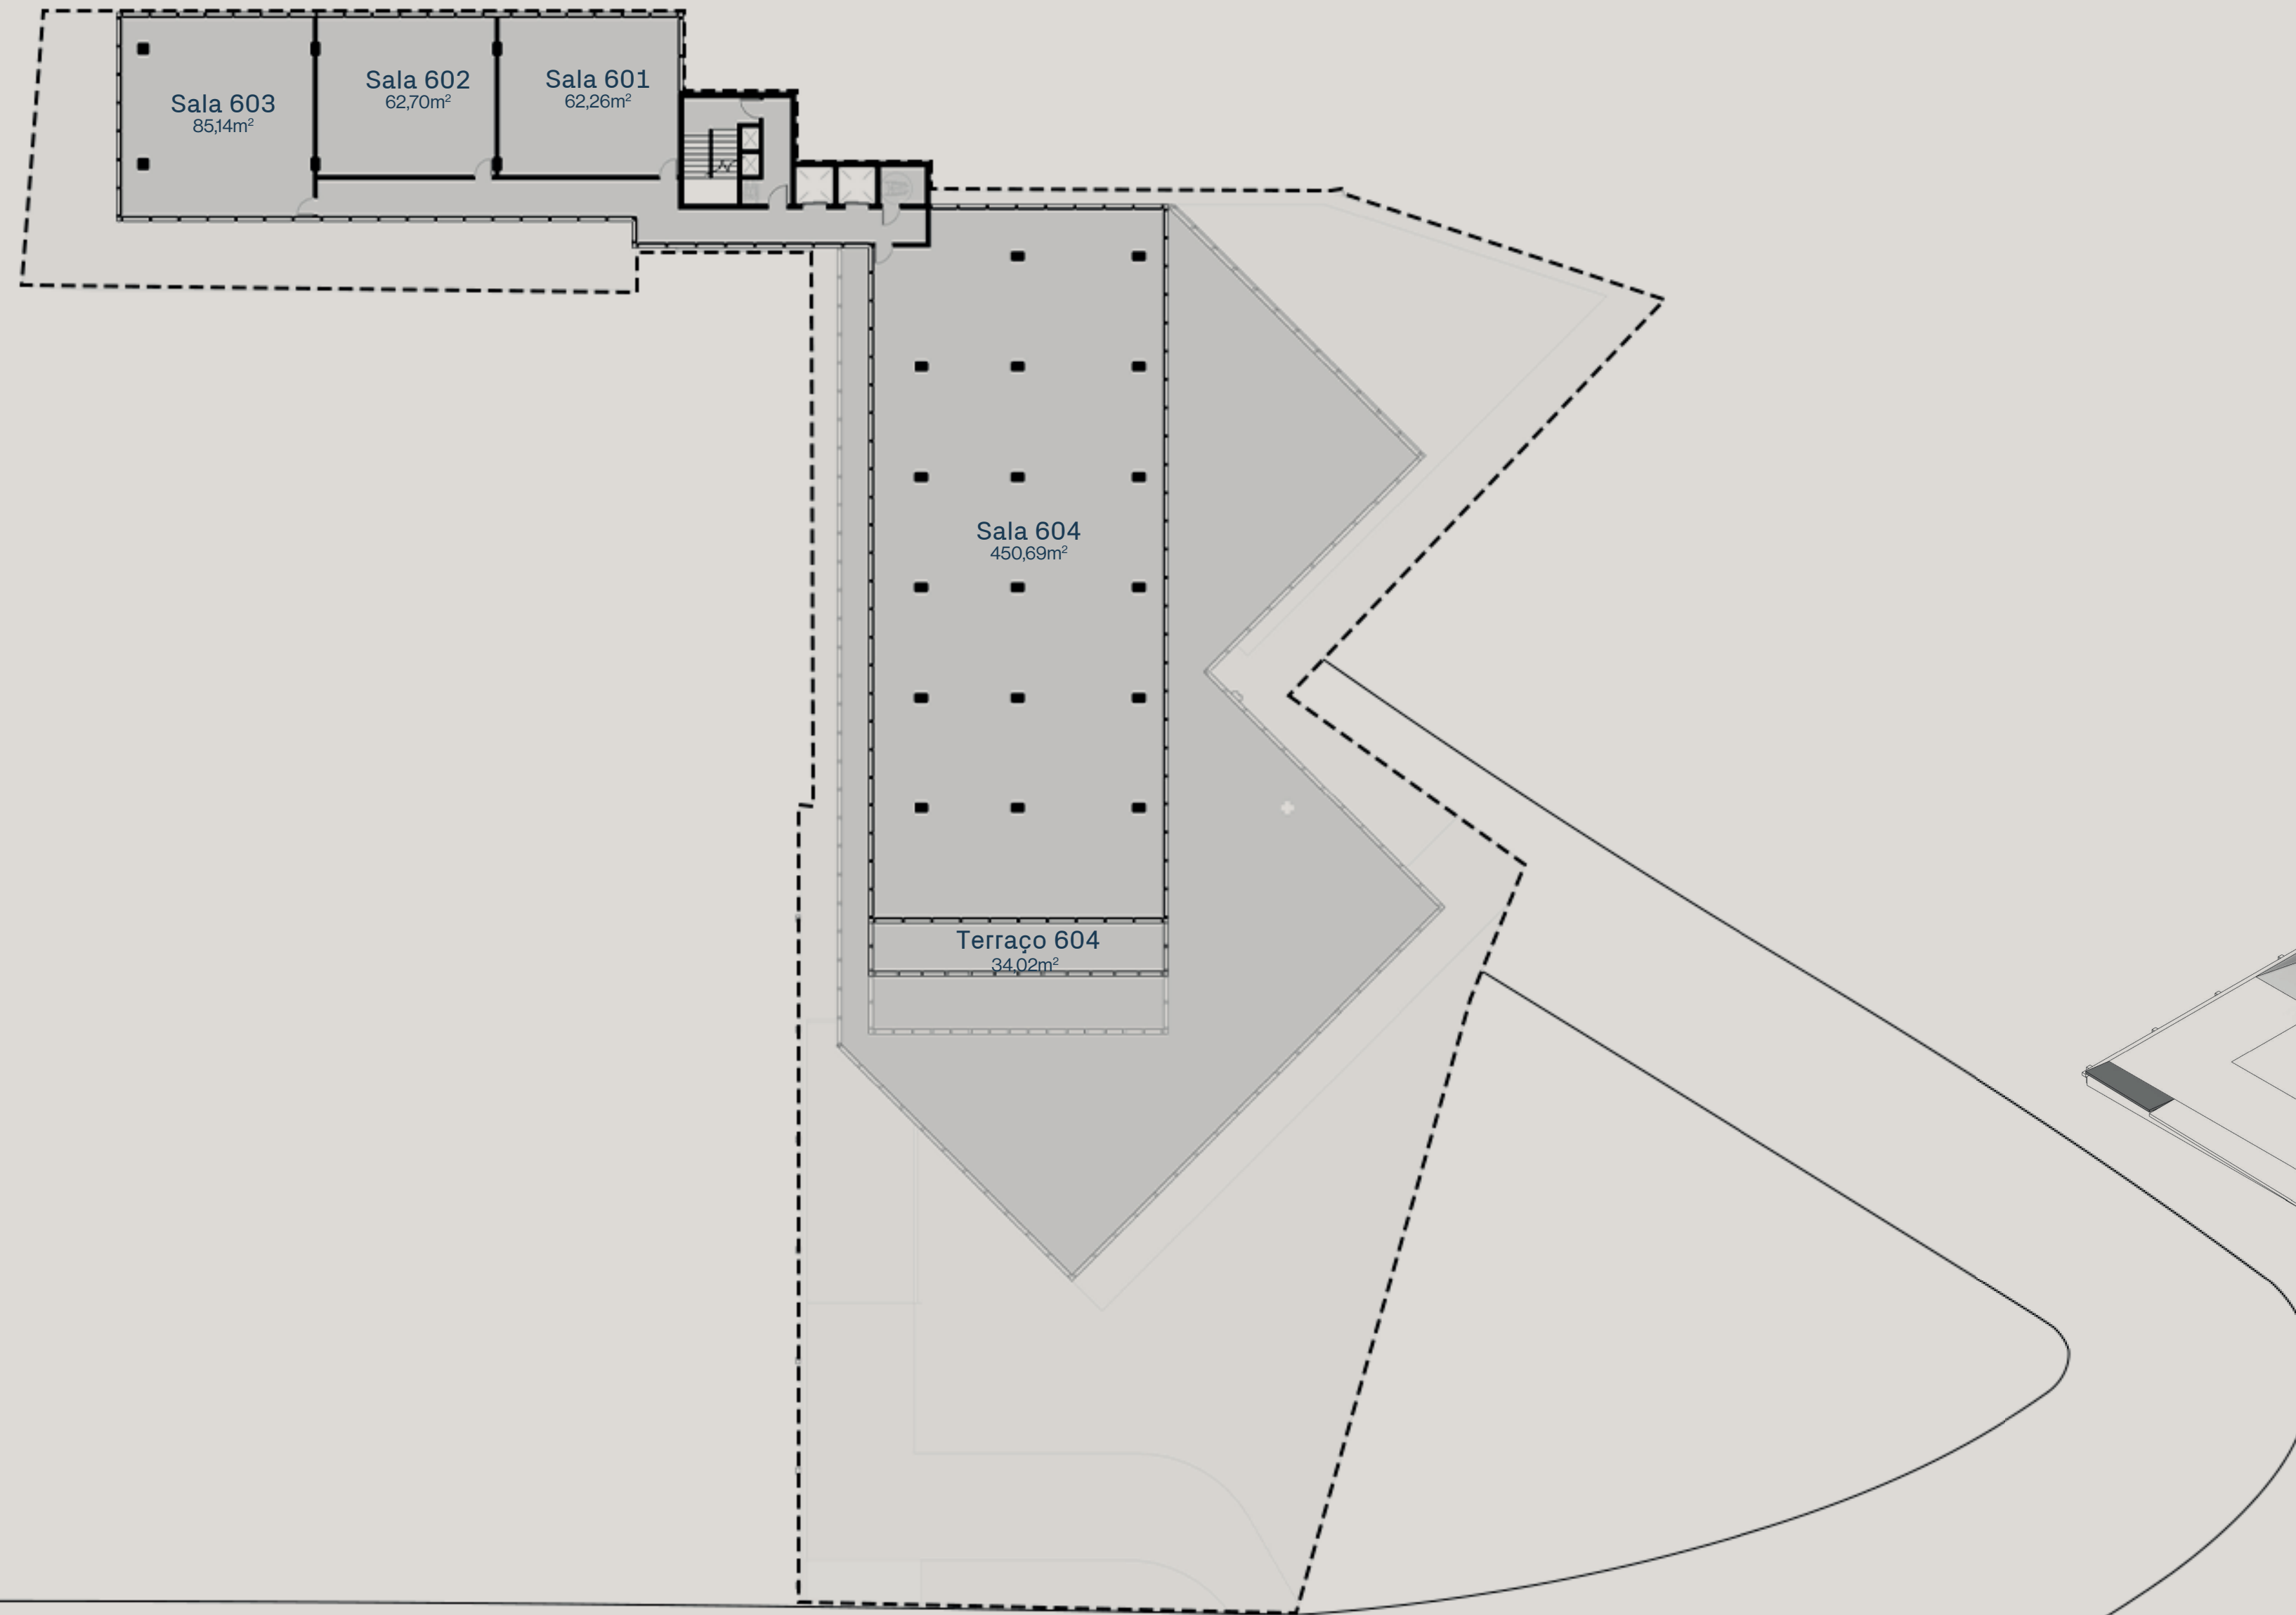 Sala 603
85,14m²
Sala 602
62,70m²
Sala 601
62,26m²
Sala 604
450,69m²
Terraço 604
34,02m²